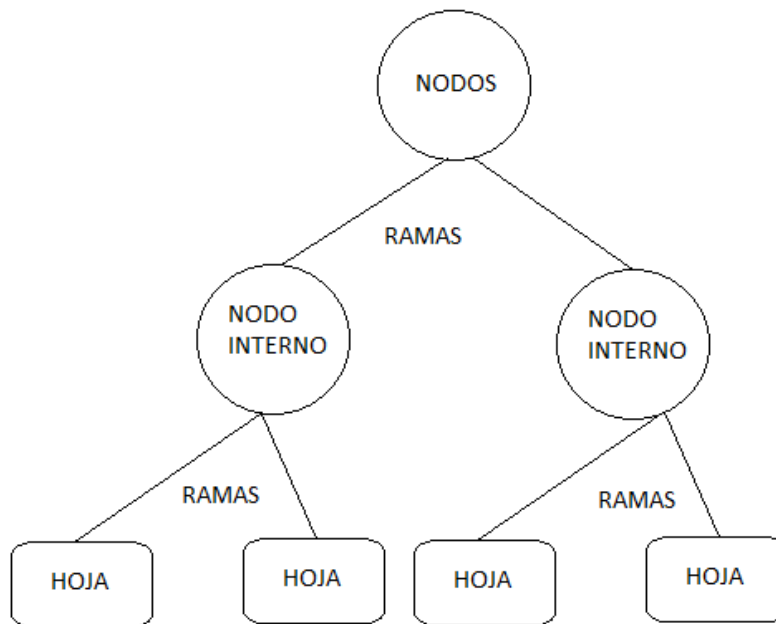 NODOS
RAMAS
NODO
INTERNO
NODO
INTERNO
RAMAS
RAMAS
HOJA
HOJA
HOJA
HOJA